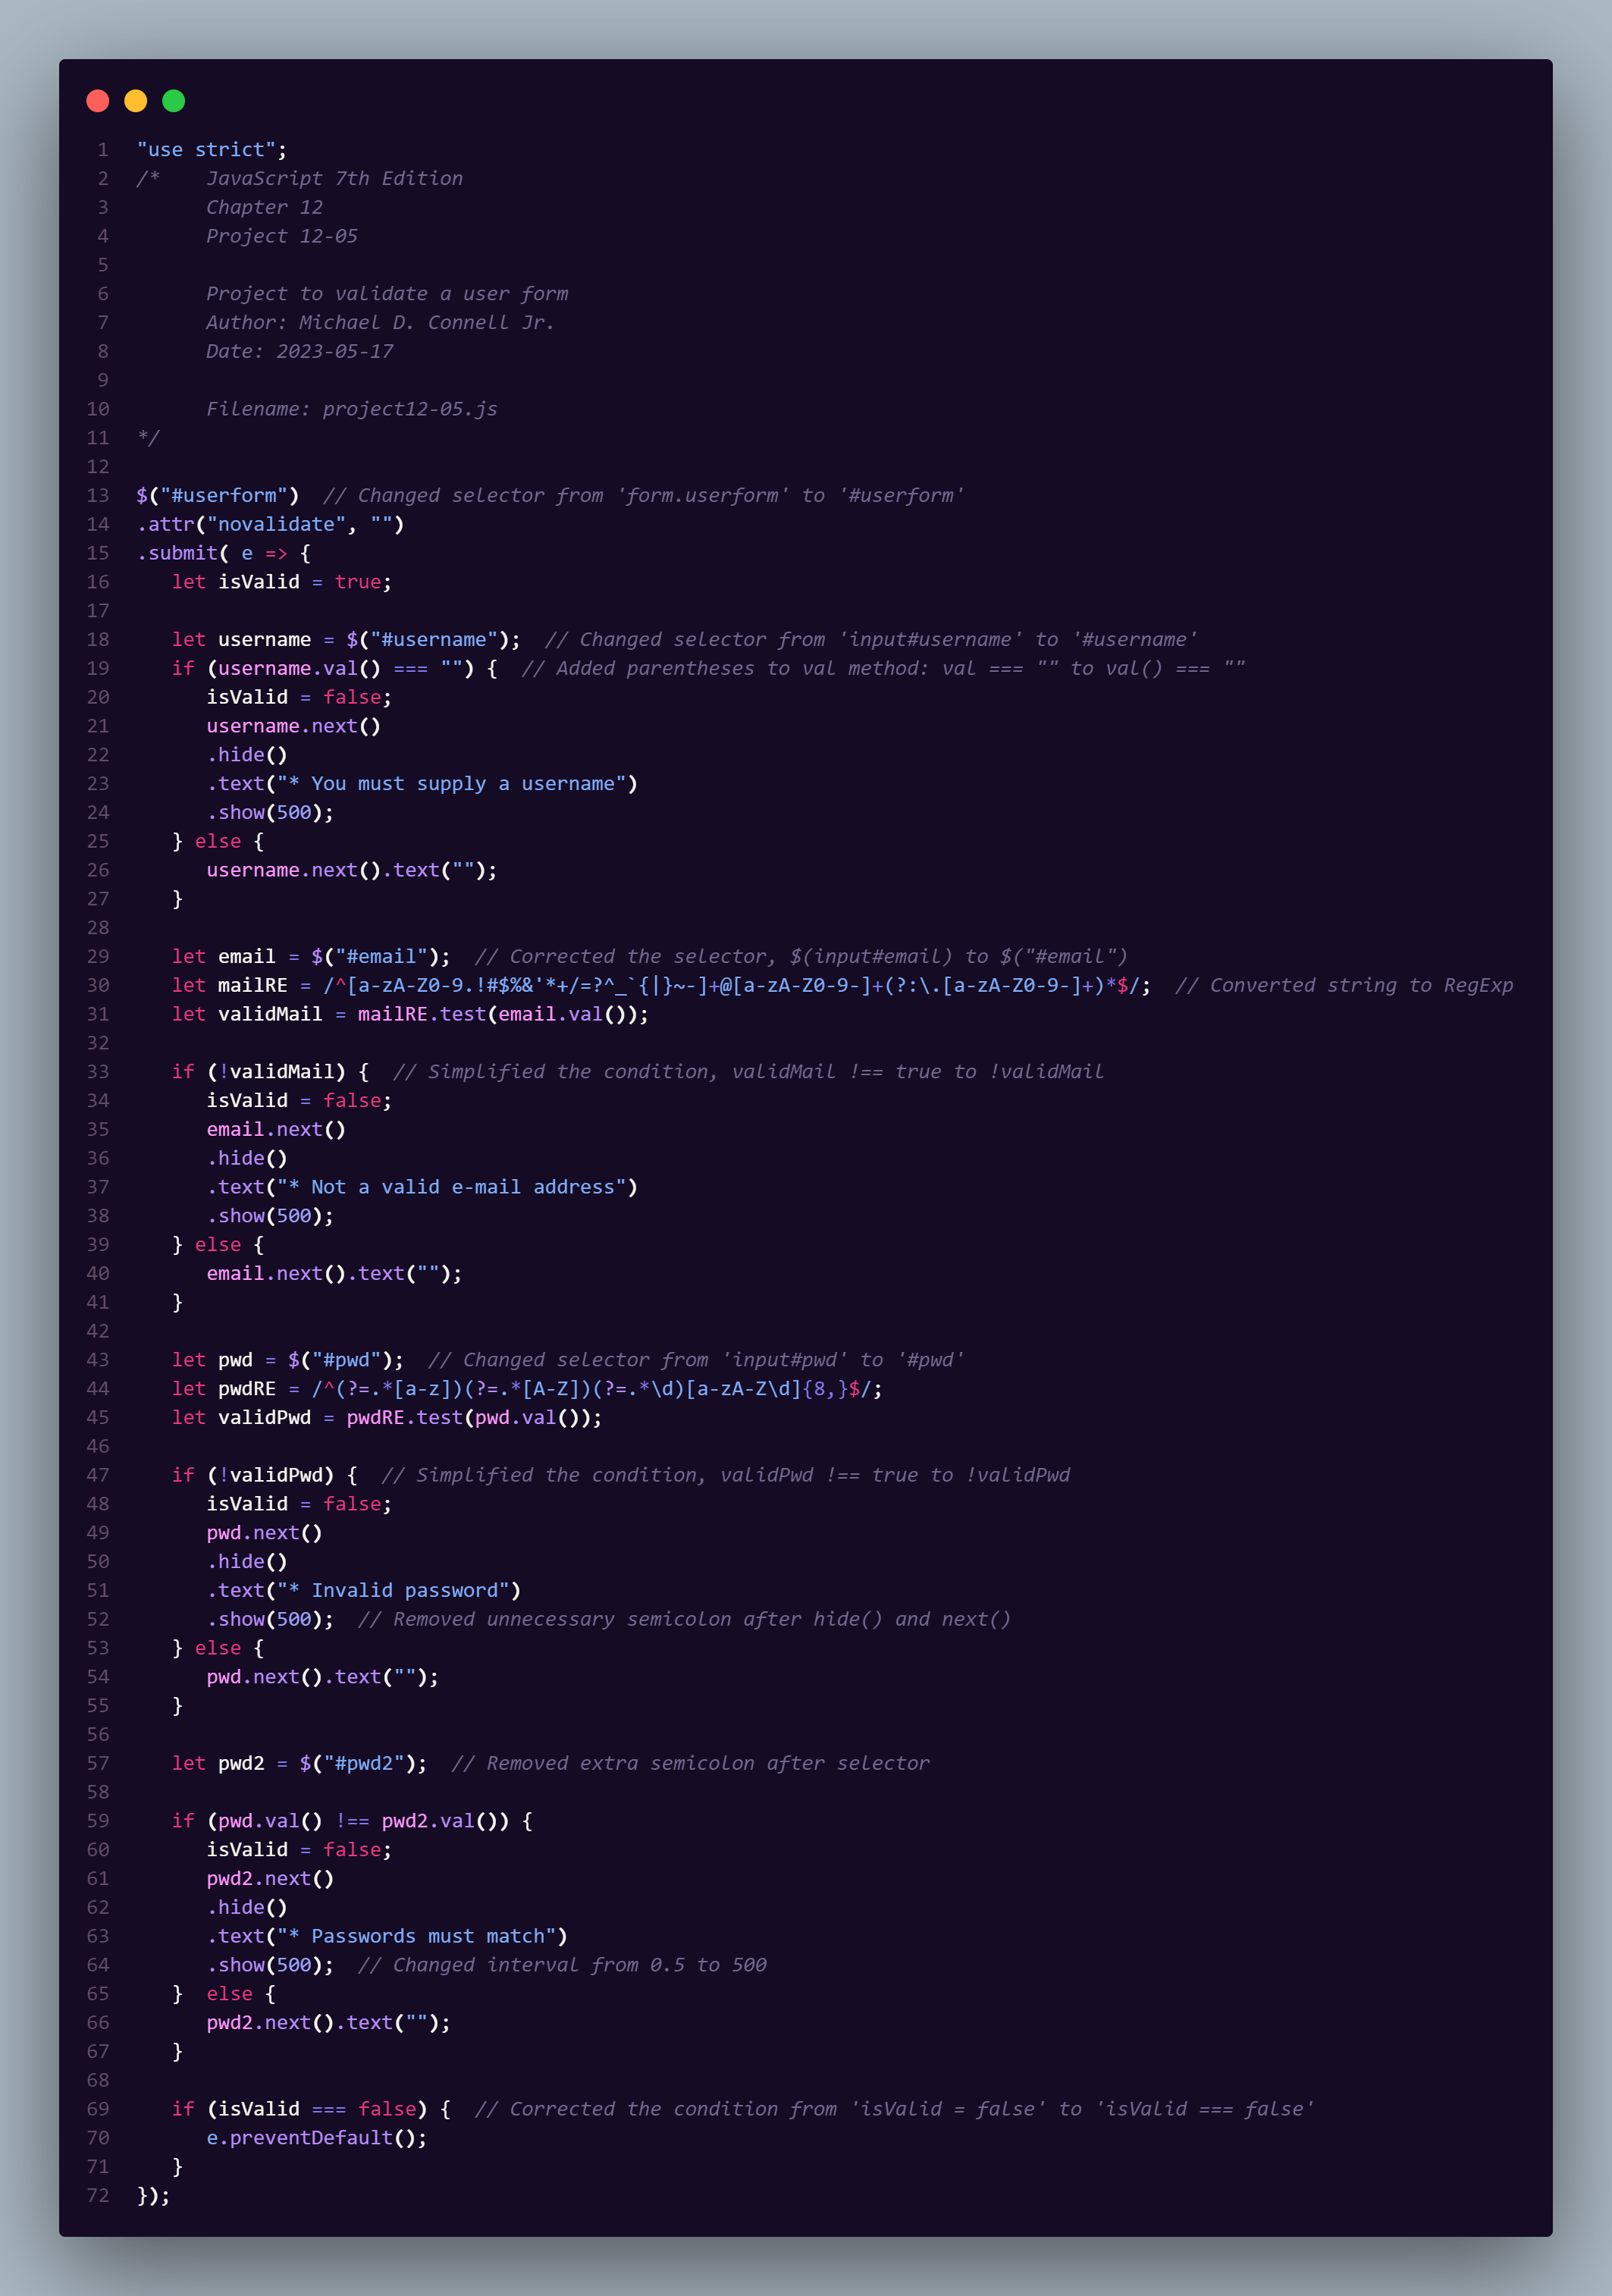 1 "use strict";
2 /*    JavaScript 7th Edition
3       Chapter 12
4       Project 12-05
5
6       Project to validate a user form
7       Author: Michael D. Connell Jr.
8       Date: 2023-05-17
9
10       Filename: project12-05.js
11 */
12
13 $("#userform")  // Changed selector from 'form.userform' to '#userform'
14 .attr("novalidate", "")
15 .submit( e => {
16    let isValid = true;
17
18    let username = $("#username");  // Changed selector from 'input#username' to '#username'
19    if (username.val() === "") {  // Added parentheses to val method: val === "" to val() === ""
20       isValid = false;
21       username.next()
22       .hide()
23       .text("* You must supply a username")
24       .show(500);
25    } else {
26       username.next().text("");
27    }
28
29    let email = $("#email");  // Corrected the selector, $(input#email) to $("#email")
30    let mailRE = /^[a-zA-Z0-9.!#$%&'*+/=?^_`{|}~-]+@[a-zA-Z0-9-]+(?:\.[a-zA-Z0-9-]+)*$/;  // Converted string to RegExp
31    let validMail = mailRE.test(email.val());
32
33    if (!validMail) {  // Simplified the condition, validMail !== true to !validMail
34       isValid = false;
35       email.next()
36       .hide()
37       .text("* Not a valid e-mail address")
38       .show(500);
39    } else {
40       email.next().text("");
41    }
42
43    let pwd = $("#pwd");  // Changed selector from 'input#pwd' to '#pwd'
44    let pwdRE = /^(?=.*[a-z])(?=.*[A-Z])(?=.*\d)[a-zA-Z\d]{8,}$/;
45    let validPwd = pwdRE.test(pwd.val());
46
47    if (!validPwd) {  // Simplified the condition, validPwd !== true to !validPwd
48       isValid = false;
49       pwd.next()
50       .hide()
51       .text("* Invalid password")
52       .show(500);  // Removed unnecessary semicolon after hide() and next()
53    } else {
54       pwd.next().text("");
55    }
56
57    let pwd2 = $("#pwd2");  // Removed extra semicolon after selector
58
59    if (pwd.val() !== pwd2.val()) {
60       isValid = false;
61       pwd2.next()
62       .hide()
63       .text("* Passwords must match")
64       .show(500);  // Changed interval from 0.5 to 500
65    }  else {
66       pwd2.next().text("");
67    }
68
69    if (isValid === false) {  // Corrected the condition from 'isValid = false' to 'isValid === false'
70       e.preventDefault();
71    }
72 });